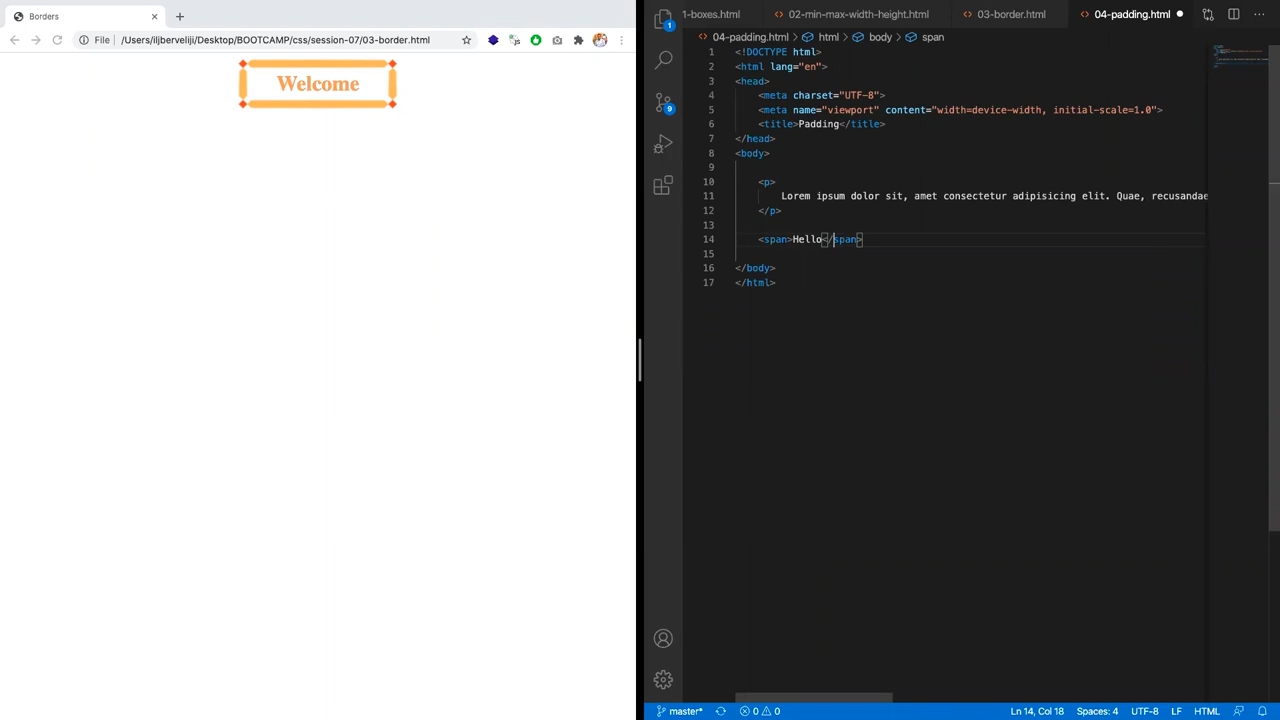 Borders
File
/Users/iljberveliji/Desktop/BOOTCAMP/css/session-07/03-border.html
Welcome
1-boxes.html
02-min-max-width-height.html
03-border.html
04-padding.html
04-padding.html html body span
1 <!DOCTYPE html>
2 <html lang="en">
3 <head>
4 <meta charset="UTF-8">
5 <meta name="viewport" content="width=device-width, initial-scale=1.0">
6 <title>Padding</title>
7 </head>
8 <body>
9
10 <p>
11 Lorem ipsum dolor sit, amet consectetur adipisicing elit. Quae, recusandae
12 </p>
13
14 <span>Hello</span>
15
16 </body>
17 </html>
1
9
master* 0 0 Ln 14, Col 18 Spaces: 4 UTF-8 LF HTML